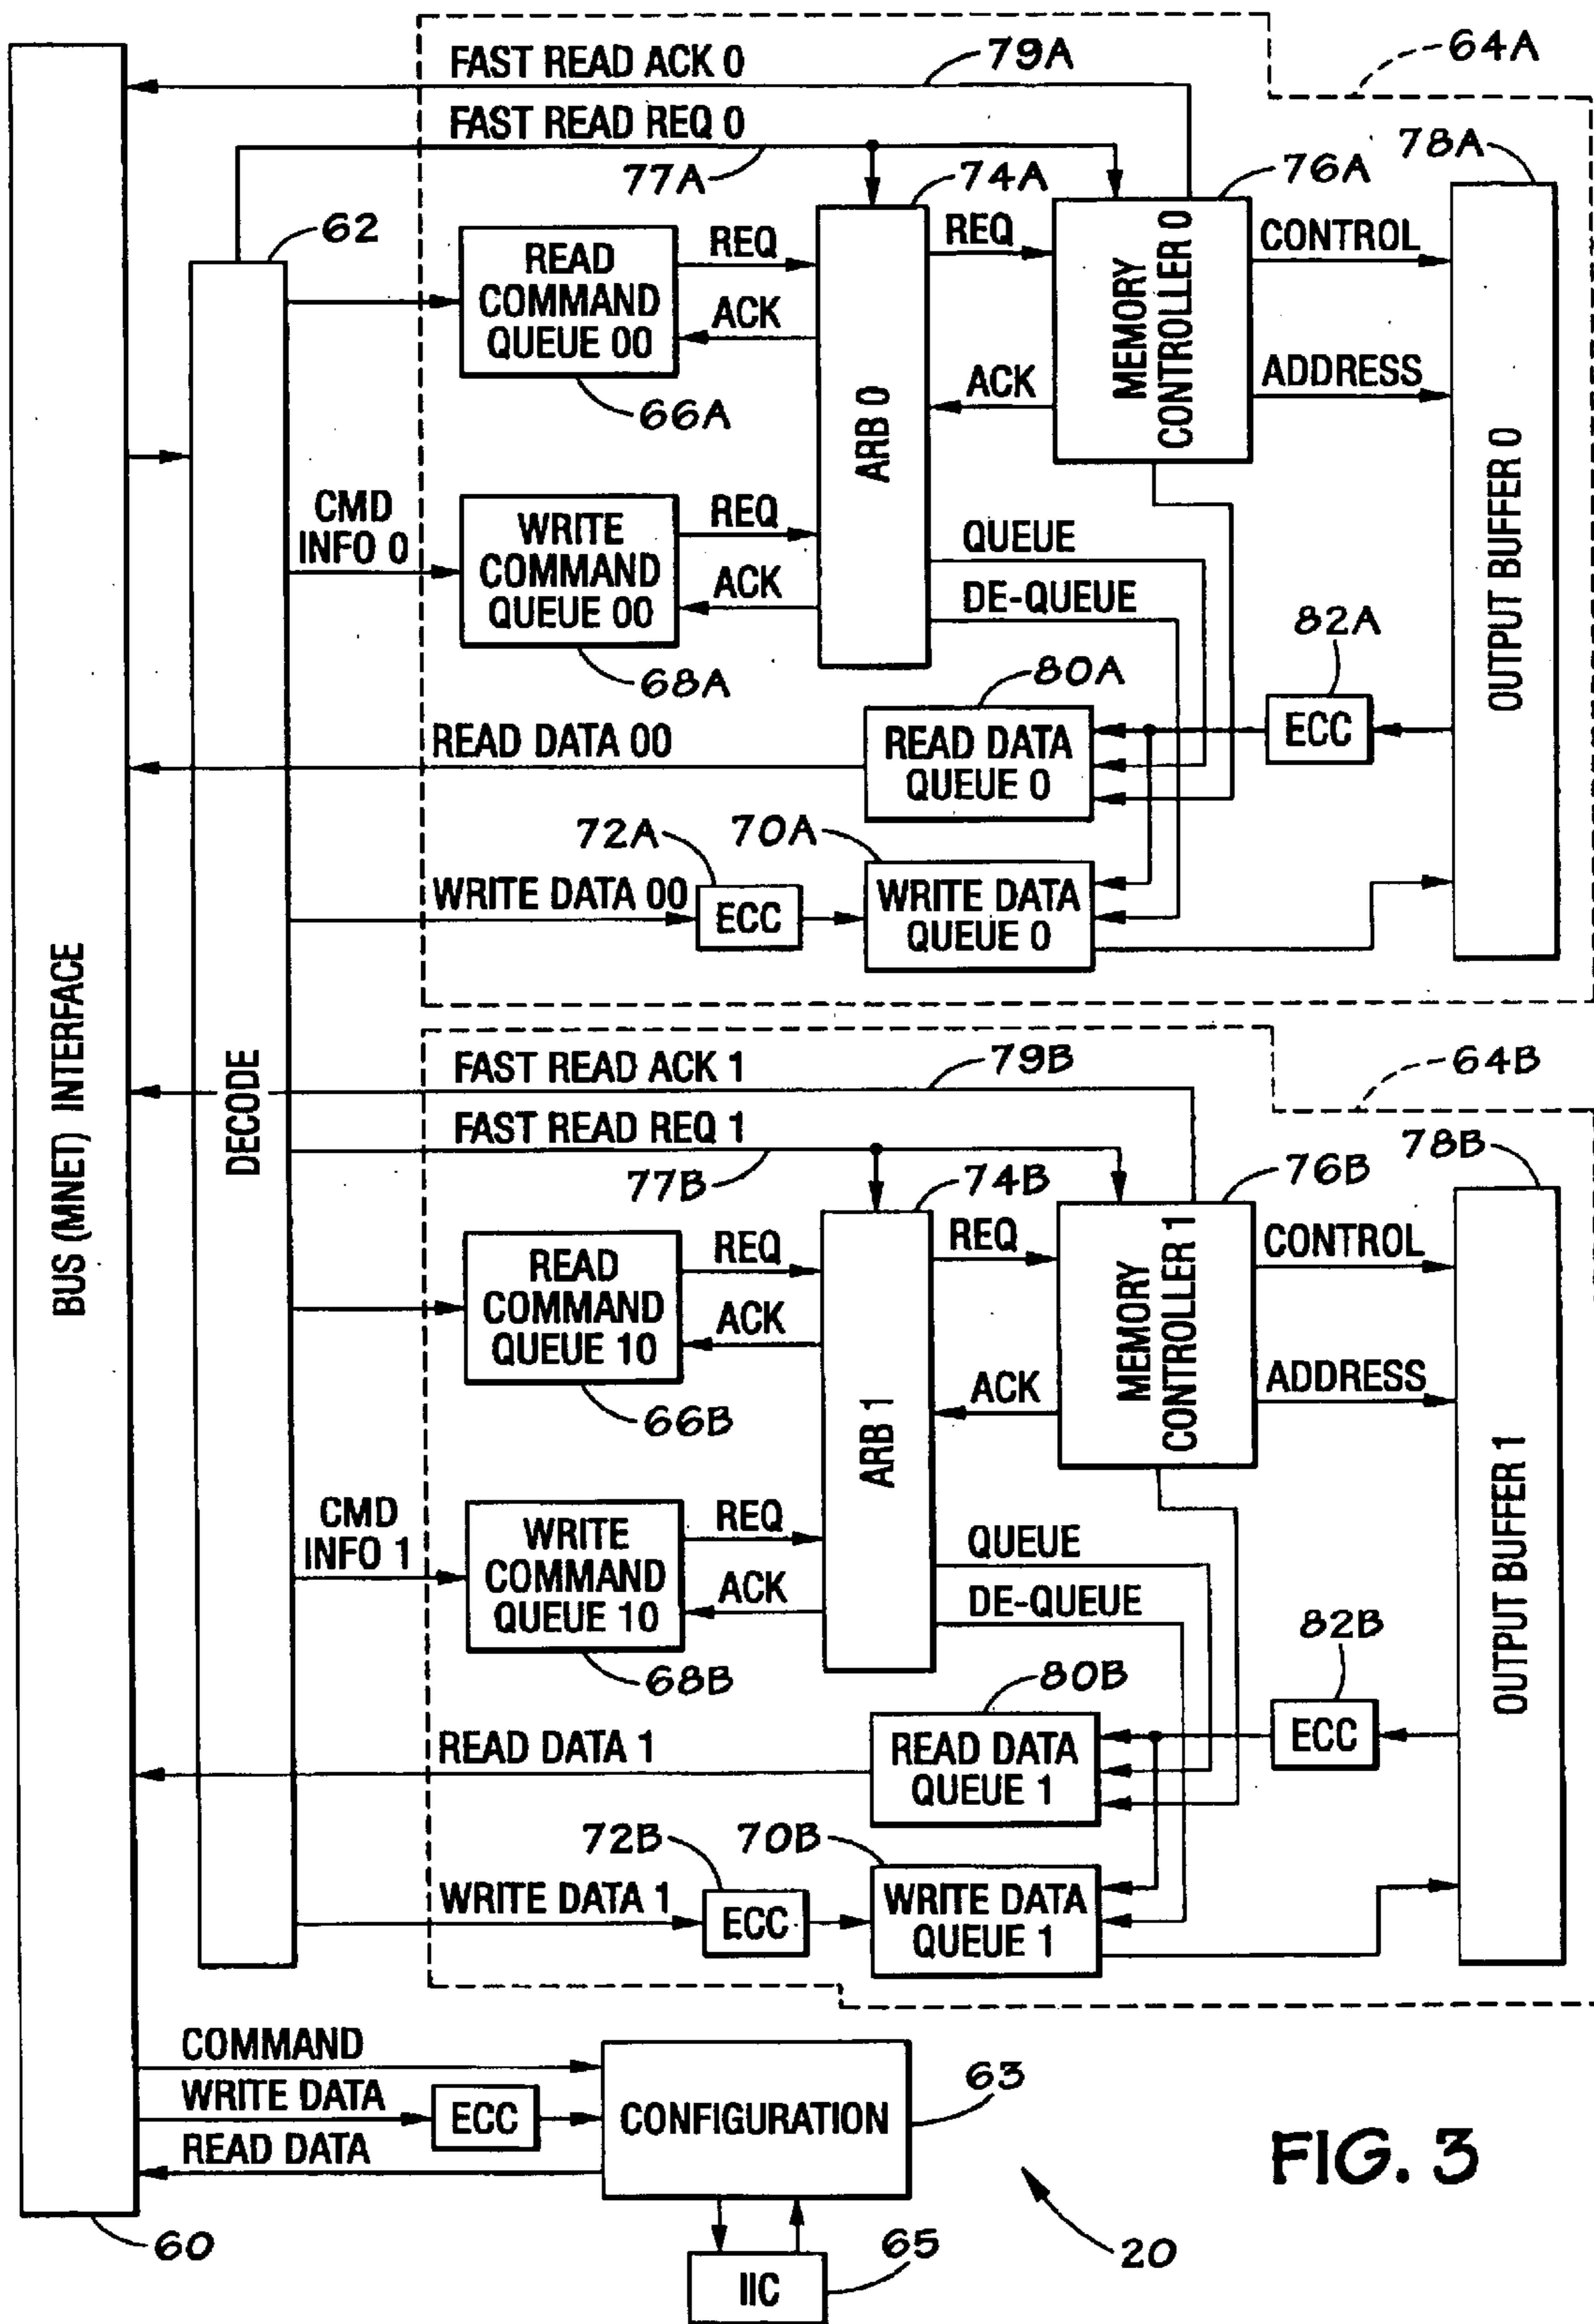 FAST READ ACK 0
79A
64A
FAST READ REQ 0
77A
74A
76A
78A
62
READ
COMMAND
QUEUE 00
REQ
ACK
66A
REQ
ACK
ARB 0
MEMORY
CONTROLLER 0
CONTROL
ADDRESS
OUTPUT BUFFER 0
CMD
INFO 0
WRITE
COMMAND
QUEUE 00
REQ
ACK
68A
QUEUE
DE-QUEUE
82A
ECC
80A
READ DATA 00
READ DATA
QUEUE 0
72A
70A
WRITE DATA 00
ECC
WRITE DATA
QUEUE 0
BUS (MNET) INTERFACE
DECODE
FAST READ ACK 1
79B
64B
FAST READ REQ 1
77B
74B
76B
78B
READ
COMMAND
QUEUE 10
REQ
ACK
66B
REQ
ACK
ARB 1
MEMORY
CONTROLLER 1
CONTROL
ADDRESS
OUTPUT BUFFER 1
CMD
INFO 1
WRITE
COMMAND
QUEUE 10
REQ
ACK
68B
QUEUE
DE-QUEUE
82B
ECC
80B
READ DATA 1
READ DATA
QUEUE 1
72B
70B
WRITE DATA 1
ECC
WRITE DATA
QUEUE 1
COMMAND
WRITE DATA
ECC
READ DATA
CONFIGURATION
63
60
IIC
65
20
FIG. 3